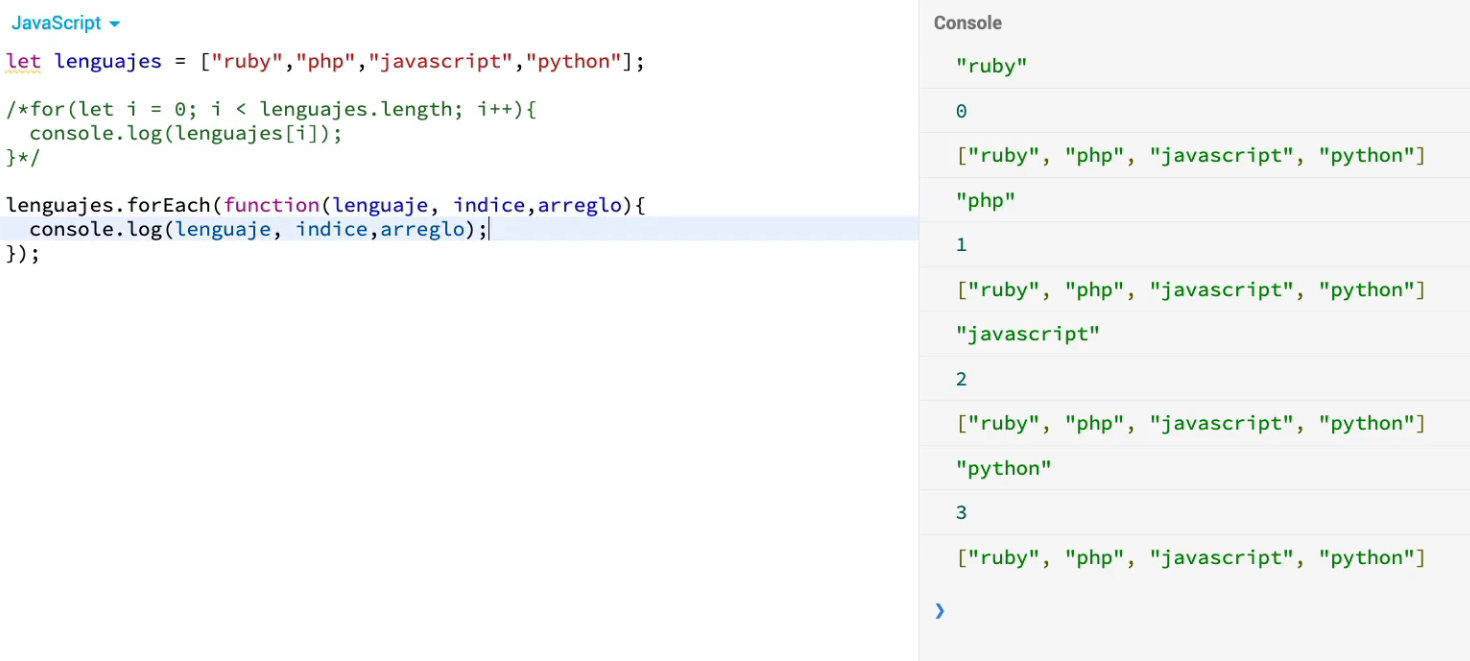 JavaScript
let lenguajes = ["ruby","php","javascript","python"];
/*for(let i = 0; i < lenguajes.length; i++){
  console.log(lenguajes[i]);
}*/
lenguajes.forEach(function(lenguaje, indice,arreglo){
  console.log(lenguaje, indice,arreglo);
});
Console
"ruby"
0
["ruby", "php", "javascript", "python"]
"php"
1
["ruby", "php", "javascript", "python"]
"javascript"
2
["ruby", "php", "javascript", "python"]
"python"
3
["ruby", "php", "javascript", "python"]